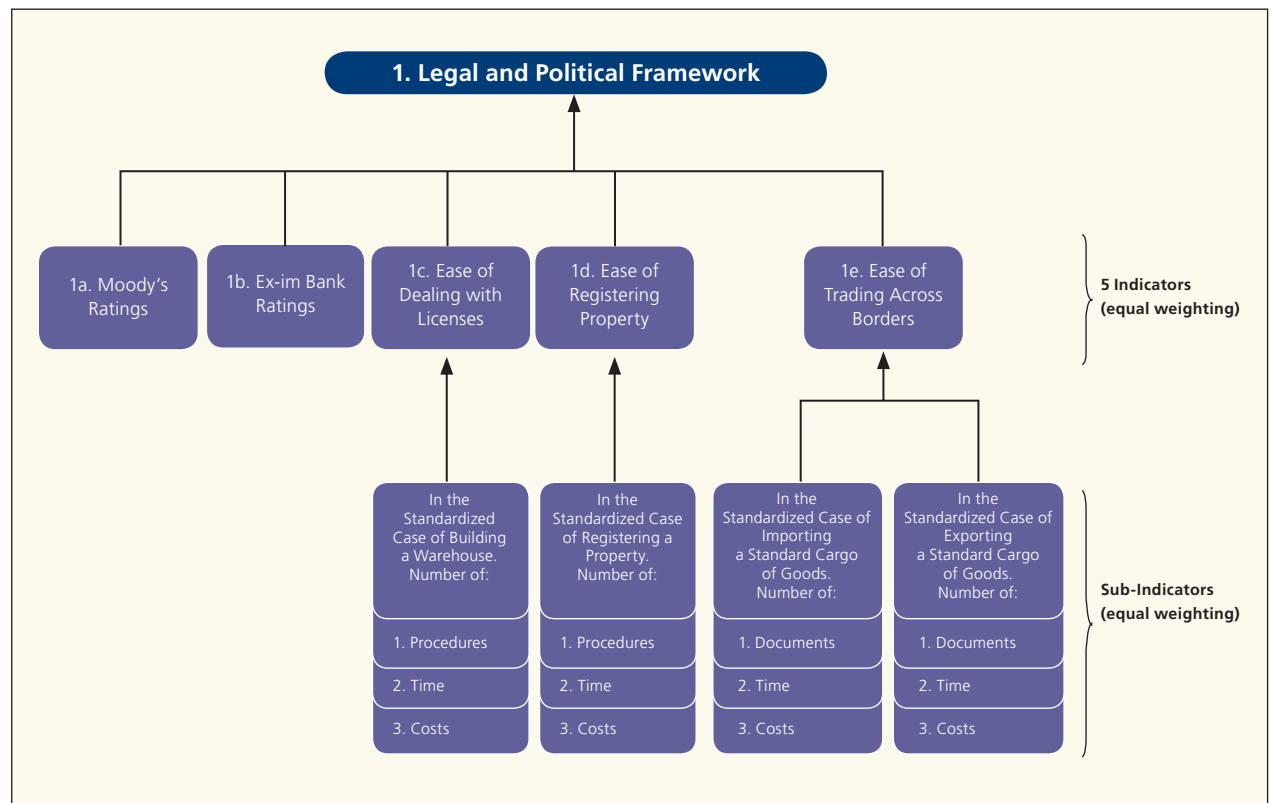 1. Legal and Political Framework
1a. Moody's
Ratings
1b. Ex-im Bank
Ratings
1c. Ease of
Dealing with
Licenses
1d. Ease of
Registering
Property
1e. Ease of
Trading Across
Borders
5 Indicators
(equal weighting)
In the
Standardized
Case of Building
a Warehouse.
Number of:
1. Procedures
2. Time
3. Costs
In the
Standardized Case
of Registering a
Property.
Number of:
1. Procedures
2. Time
3. Costs
In the
Standardized Case of
Importing
a Standard Cargo
of Goods.
Number of:
1. Documents
2. Time
3. Costs
In the
Standardized Case of
Exporting
a Standard Cargo
of Goods.
Number of:
1. Documents
2. Time
3. Costs
Sub-Indicators
(equal weighting)